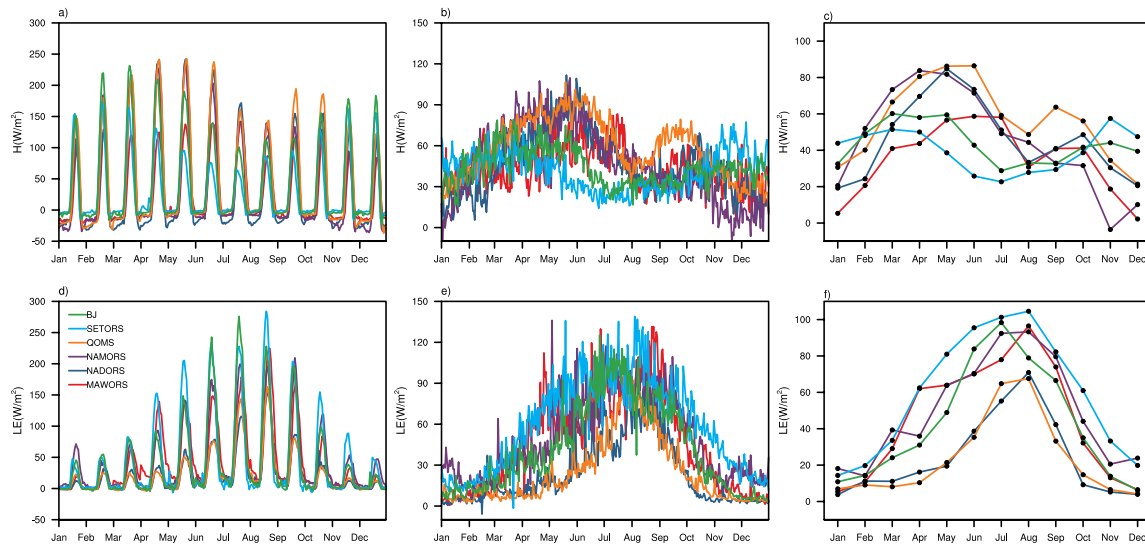 a)
H(W/m²)
300
250
200
150
100
50
0
-50
Jan Feb Mar Apr May Jun Jul Aug Sep Oct Nov Dec
b)
H(W/m²)
150
120
90
60
30
0
Jan Feb Mar Apr May Jun Jul Aug Sep Oct Nov Dec
c)
H(W/m²)
100
80
60
40
20
0
Jan Feb Mar Apr May Jun Jul Aug Sep Oct Nov Dec
d)
LE(W/m²)
300
250
200
150
100
50
0
-50
BJ
SETORS
QOMS
NAMORS
NADORS
MAWORS
Jan Feb Mar Apr May Jun Jul Aug Sep Oct Nov Dec
e)
LE(W/m²)
150
120
90
60
30
0
Jan Feb Mar Apr May Jun Jul Aug Sep Oct Nov Dec
f)
LE(W/m²)
100
80
60
40
20
0
Jan Feb Mar Apr May Jun Jul Aug Sep Oct Nov Dec